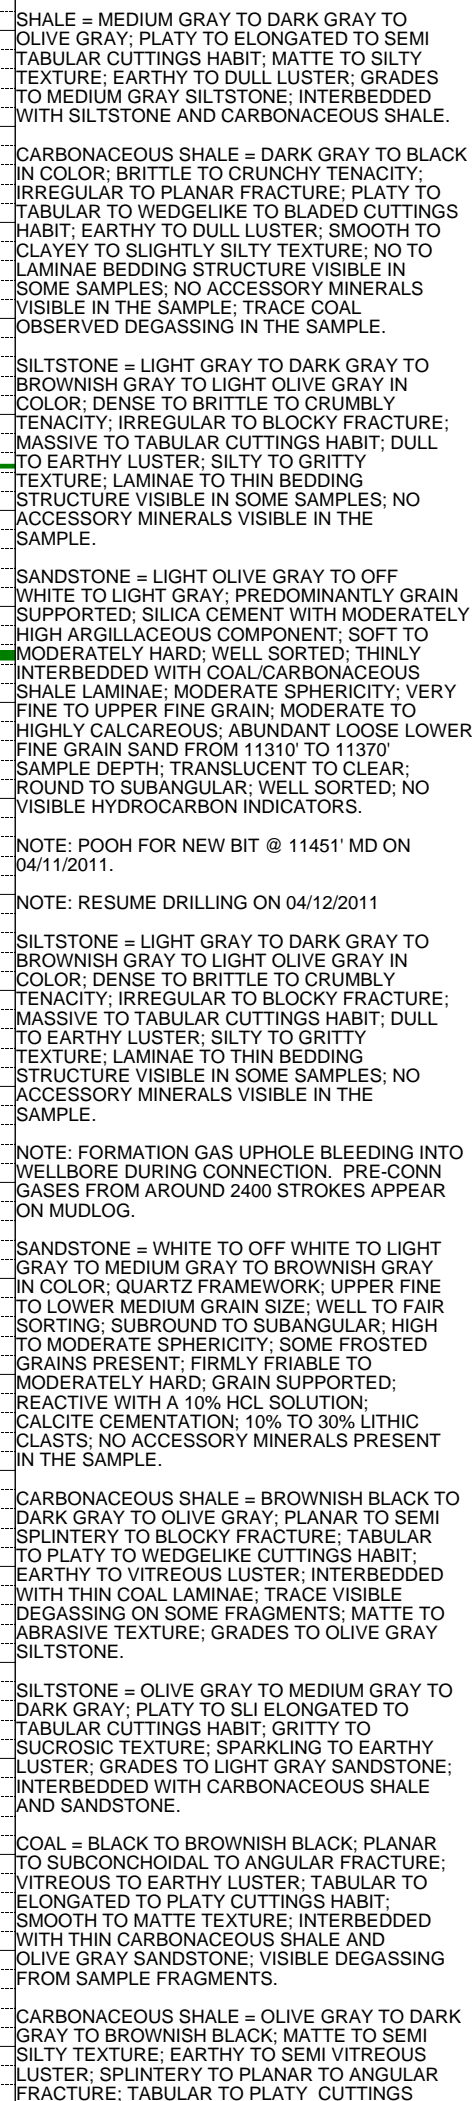 SHALE = MEDIUM GRAY TO DARK GRAY TO
OLIVE GRAY; PLATY TO ELONGATED TO SEMI
TABULAR CUTTINGS HABIT; MATTE TO SILTY
TEXTURE; EARTHY TO DULL LUSTER; GRADES
TO MEDIUM GRAY SILTSTONE; INTERBEDDED
WITH SILTSTONE AND CARBONACEOUS SHALE.
CARBONACEOUS SHALE = DARK GRAY TO BLACK
IN COLOR; BRITTLE TO CRUNCHY TENACITY;
IRREGULAR TO PLANAR FRACTURE; PLATY TO
TABULAR TO WEDGELIKE TO BLADED CUTTINGS
HABIT; EARTHY TO DULL LUSTER; SMOOTH TO
CLAYEY TO SLIGHTLY SILTY TEXTURE; NO TO
LAMINAE BEDDING STRUCTURE VISIBLE IN
SOME SAMPLES; NO ACCESSORY MINERALS
VISIBLE IN THE SAMPLE; TRACE COAL
OBSERVED DEGASSING IN THE SAMPLE.
SILTSTONE = LIGHT GRAY TO DARK GRAY TO
BROWNISH GRAY TO LIGHT OLIVE GRAY IN
COLOR; DENSE TO BRITTLE TO CRUMBLY
TENACITY; IRREGULAR TO BLOCKY FRACTURE;
MASSIVE TO TABULAR CUTTINGS HABIT; DULL
TO EARTHY LUSTER; SILTY TO GRITTY
TEXTURE; LAMINAE TO THIN BEDDING
STRUCTURE VISIBLE IN SOME SAMPLES; NO
ACCESSORY MINERALS VISIBLE IN THE
SAMPLE.
SANDSTONE = LIGHT OLIVE GRAY TO OFF
WHITE TO LIGHT GRAY; PREDOMINANTLY GRAIN
SUPPORTED; SILICA CEMENT WITH MODERATELY
HIGH ARGILLACEOUS COMPONENT; SOFT TO
MODERATELY HARD; WELL SORTED; THINLY
INTERBEDDED WITH COAL/CARBONACEOUS
SHALE LAMINAE; MODERATE SPHERICITY; VERY
FINE TO UPPER FINE GRAIN; MODERATE TO
HIGHLY CALCAREOUS; ABUNDANT LOOSE LOWER
FINE GRAIN SAND FROM 11310' TO 11370'
SAMPLE DEPTH; TRANSLUCENT TO CLEAR;
ROUND TO SUBANGULAR; WELL SORTED; NO
VISIBLE HYDROCARBON INDICATORS.
NOTE: POOH FOR NEW BIT @ 11451' MD ON
04/11/2011.
NOTE: RESUME DRILLING ON 04/12/2011
SILTSTONE = LIGHT GRAY TO DARK GRAY TO
BROWNISH GRAY TO LIGHT OLIVE GRAY IN
COLOR; DENSE TO BRITTLE TO CRUMBLY
TENACITY; IRREGULAR TO BLOCKY FRACTURE;
MASSIVE TO TABULAR CUTTINGS HABIT; DULL
TO EARTHY LUSTER; SILTY TO GRITTY
TEXTURE; LAMINAE TO THIN BEDDING
STRUCTURE VISIBLE IN SOME SAMPLES; NO
ACCESSORY MINERALS VISIBLE IN THE
SAMPLE.
NOTE: FORMATION GAS UPHOLE BLEEDING INTO
WELLBORE DURING CONNECTION.  PRE-CONN
GASES FROM AROUND 2400 STROKES APPEAR
ON MUDLOG.
SANDSTONE = WHITE TO OFF WHITE TO LIGHT
GRAY TO MEDIUM GRAY TO BROWNISH GRAY
IN COLOR; QUARTZ FRAMEWORK; UPPER FINE
TO LOWER MEDIUM GRAIN SIZE; WELL TO FAIR
SORTING; SUBROUND TO SUBANGULAR; HIGH
TO MODERATE SPHERICITY; SOME FROSTED
GRAINS PRESENT; FIRMLY FRIABLE TO
MODERATELY HARD; GRAIN SUPPORTED;
REACTIVE WITH A 10% HCL SOLUTION;
CALCITE CEMENTATION; 10% TO 30% LITHIC
CLASTS; NO ACCESSORY MINERALS PRESENT
IN THE SAMPLE.
CARBONACEOUS SHALE = BROWNISH BLACK TO
DARK GRAY TO OLIVE GRAY; PLANAR TO SEMI
SPLINTERY TO BLOCKY FRACTURE; TABULAR
TO PLATY TO WEDGELIKE CUTTINGS HABIT;
EARTHY TO VITREOUS LUSTER; INTERBEDDED
WITH THIN COAL LAMINAE; TRACE VISIBLE
DEGASSING ON SOME FRAGMENTS; MATTE TO
ABRASIVE TEXTURE; GRADES TO OLIVE GRAY
SILTSTONE.
SILTSTONE = OLIVE GRAY TO MEDIUM GRAY TO
DARK GRAY; PLATY TO SLI ELONGATED TO
TABULAR CUTTINGS HABIT; GRITTY TO
SUCROSIC TEXTURE; SPARKLING TO EARTHY
LUSTER; GRADES TO LIGHT GRAY SANDSTONE;
INTERBEDDED WITH CARBONACEOUS SHALE
AND SANDSTONE.
COAL = BLACK TO BROWNISH BLACK; PLANAR
TO SUBCONCHOIDAL TO ANGULAR FRACTURE;
VITREOUS TO EARTHY LUSTER; TABULAR TO
ELONGATED TO PLATY CUTTINGS HABIT;
SMOOTH TO MATTE TEXTURE; INTERBEDDED
WITH THIN CARBONACEOUS SHALE AND
OLIVE GRAY SANDSTONE; VISIBLE DEGASSING
FROM SAMPLE FRAGMENTS.
CARBONACEOUS SHALE = OLIVE GRAY TO DARK
GRAY TO BROWNISH BLACK; MATTE TO SEMI
SILTY TEXTURE; EARTHY TO SEMI VITREOUS
LUSTER; SPLINTERY TO PLANAR TO ANGULAR
FRACTURE; TABULAR TO PLATY  CUTTINGS